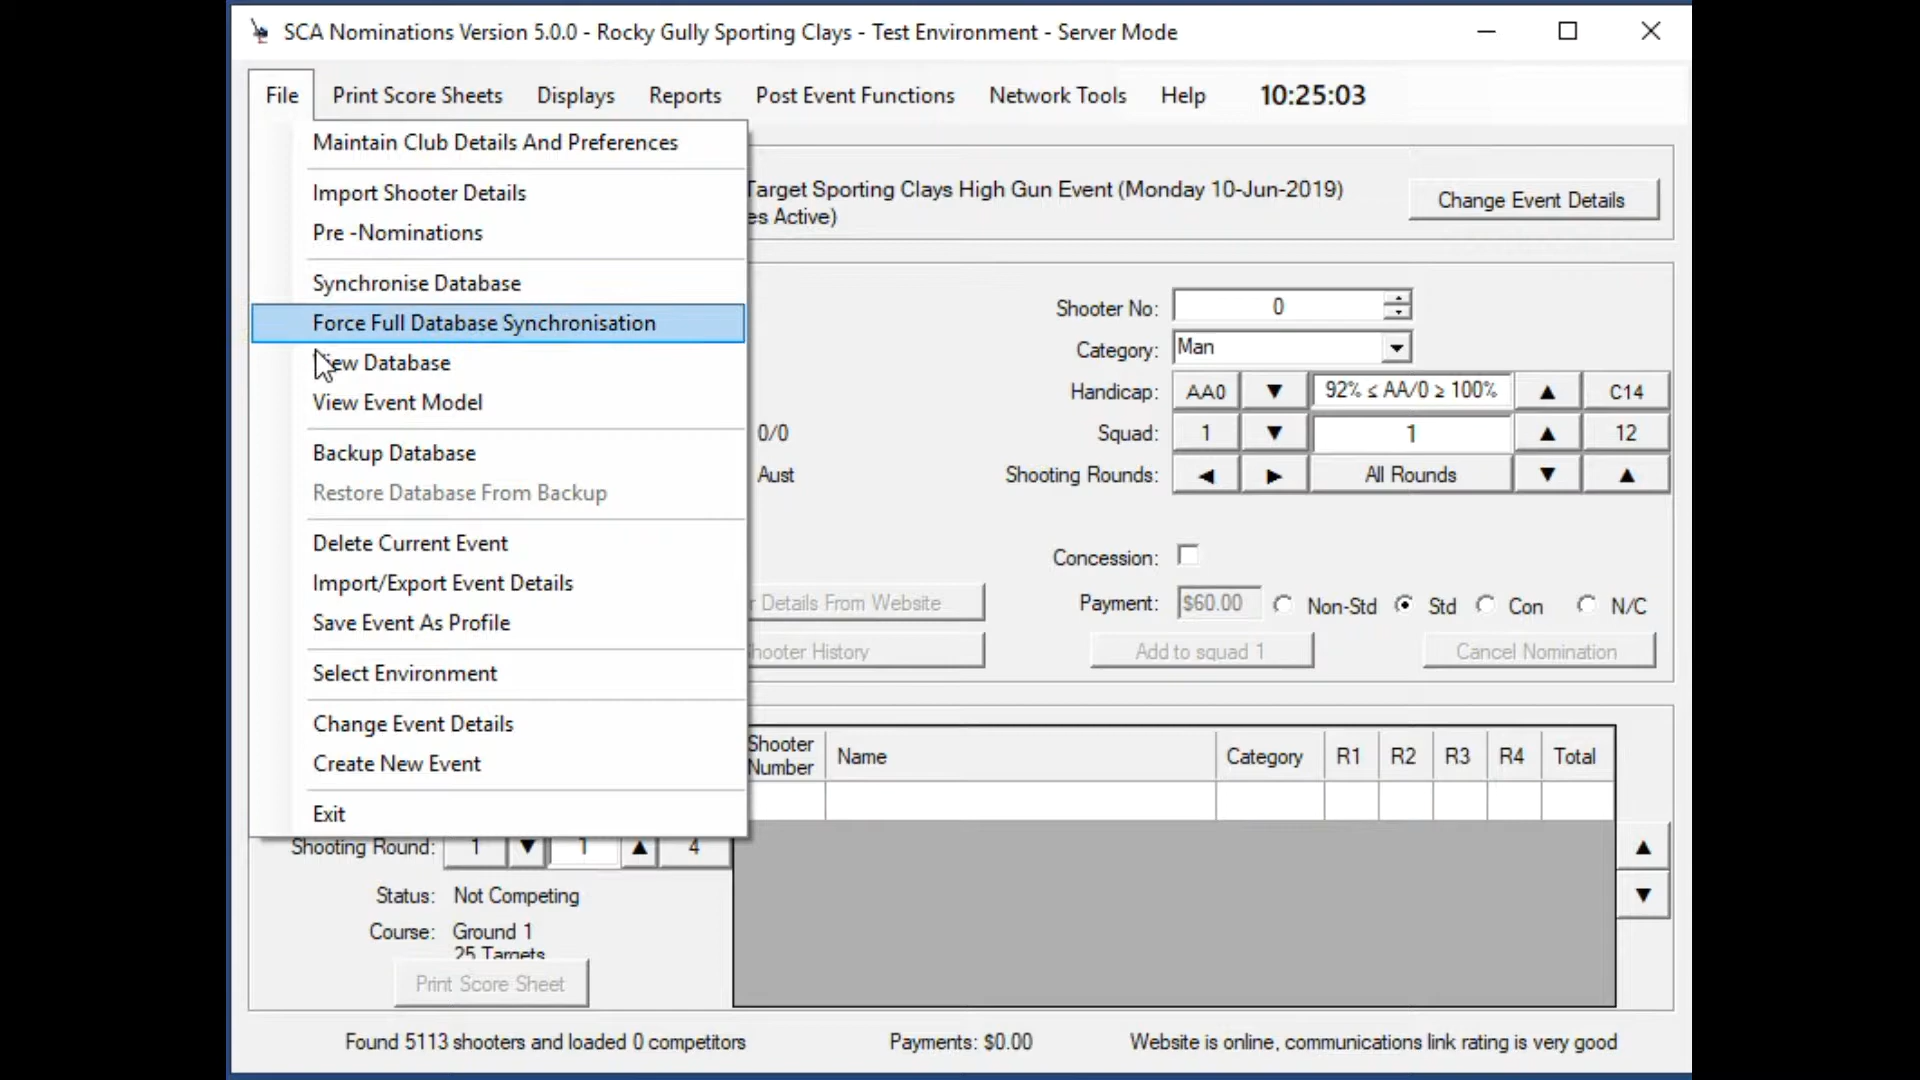 SCA Nominations Version 5.0.0 - Rocky Gully Sporting Clays - Test Environment - Server Mode
File Print Score Sheets Displays Reports Post Event Functions Network Tools Help 10:25:03
Maintain Club Details And Preferences
Import Shooter Details
Pre -Nominations
Synchronise Database
Force Full Database Synchronisation
Database
View Event Model
Backup Database
Restore Database From Backup
Delete Current Event
Import/Export Event Details
Save Event As Profile
Select Environment
Change Event Details
Create New Event
Exit
Target Sporting Clays High Gun Event (Monday 10-Jun-2019)
es Active)
Change Event Details
Shooter No: 0
Category: Man
Handicap: AA0 ▼ 92% ≤ AA/0 ≥ 100% ▲ C14
0/0
Squad: 1 ▼ 1 ▲ 12
Aust
Shooting Rounds: ◀ ▶ All Rounds ▼ ▲
Concession:
r Details From Website
Payment: $60.00 Non-Std Std Con N/C
hooter History
Add to squad 1
Cancel Nomination
Shooter Number Name Category R1 R2 R3 R4 Total
Shooting Round: 1 ▼ 1 ▲ 4
Status: Not Competing
Course: Ground 1
25 Targets
Print Score Sheet
Found 5113 shooters and loaded 0 competitors Payments: $0.00 Website is online, communications link rating is very good